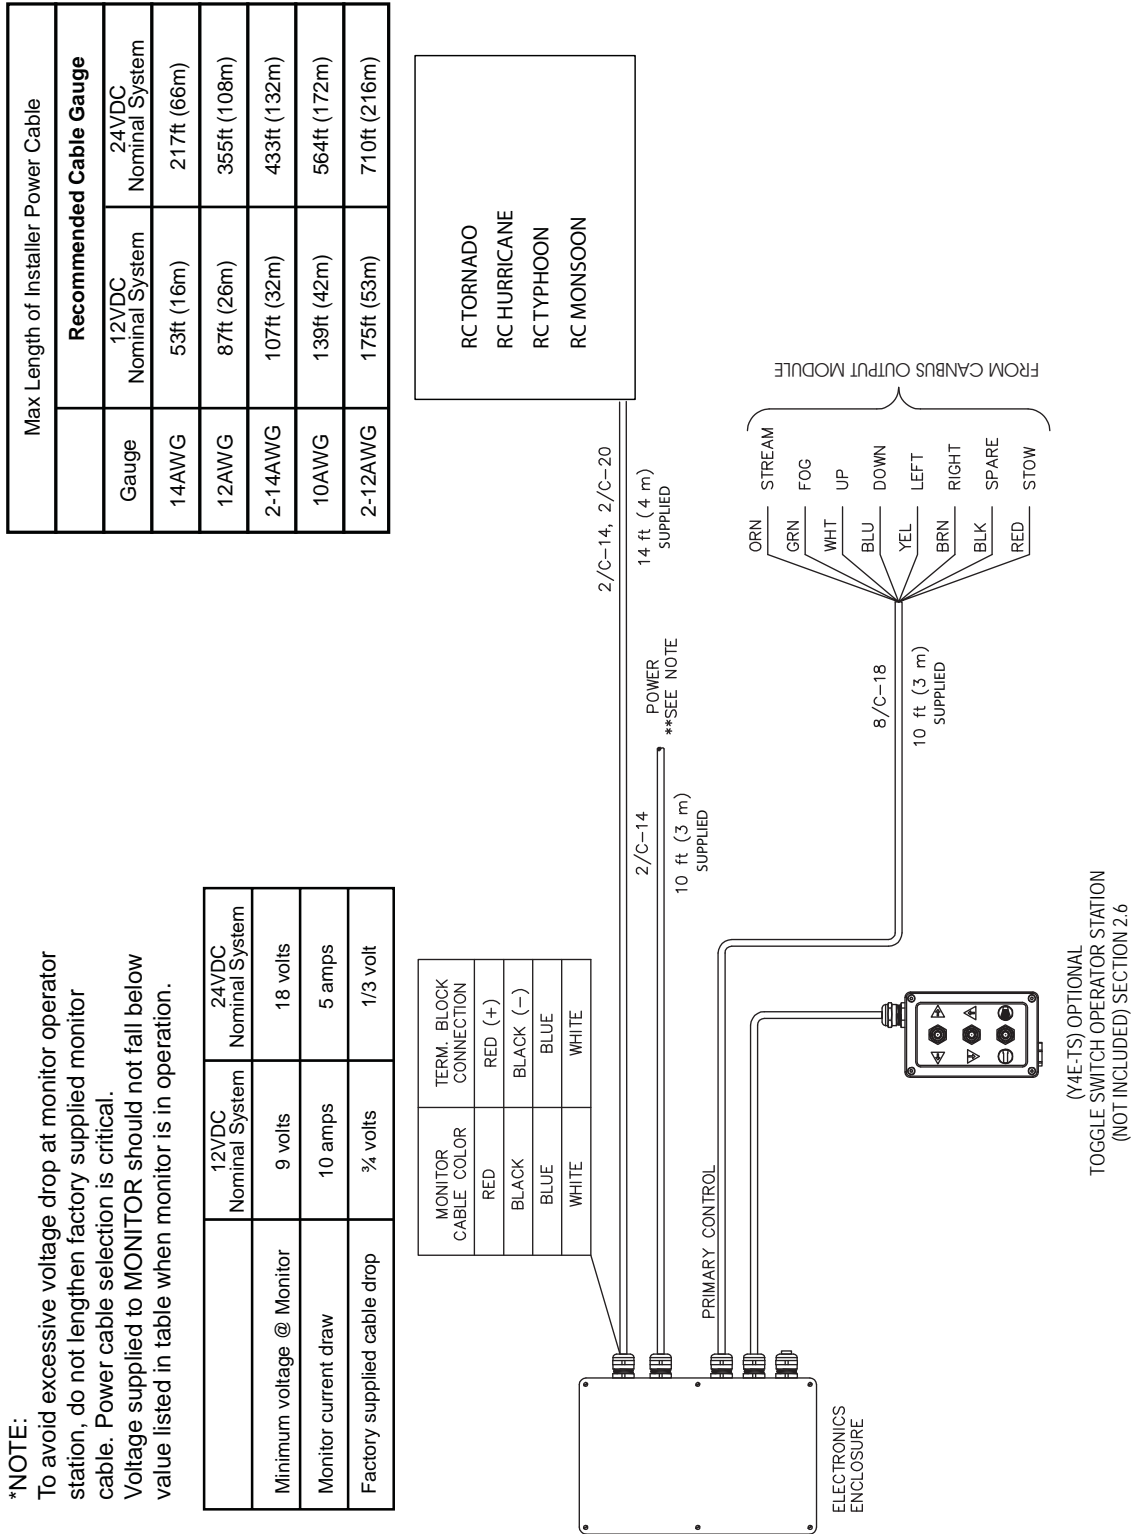 *NOTE:
To avoid excessive voltage drop at monitor operator
station, do not lengthen factory supplied monitor
cable. Power cable selection is critical.
Voltage supplied to MONITOR should not fall below
value listed in table when monitor is in operation.
12VDC Nominal System 24VDC Nominal System
Minimum voltage @ Monitor 9 volts 18 volts
Monitor current draw 10 amps 5 amps
Factory supplied cable drop ¾ volts 1/3 volt
Max Length of Installer Power Cable
Recommended Cable Gauge
Gauge 12VDC Nominal System 24VDC Nominal System
14AWG 53ft (16m) 217ft (66m)
12AWG 87ft (26m) 355ft (108m)
2-14AWG 107ft (32m) 433ft (132m)
10AWG 139ft (42m) 564ft (172m)
2-12AWG 175ft (53m) 710ft (216m)
MONITOR CABLE COLOR TERM. BLOCK CONNECTION
RED RED (+)
BLACK BLACK (-)
BLUE BLUE
WHITE WHITE
2/C-14, 2/C-20
14 ft ( 4 m)
SUPPLIED
RC TORNADO
RC HURRICANE
RC TYPHOON
RC MONSOON
2/C-14
10 ft (3 m)
SUPPLIED
POWER
**SEE NOTE
PRIMARY CONTROL
8/C-18
10 ft (3 m)
SUPPLIED
ORN STREAM
GRN FOG
WHT UP
BLU DOWN
YEL LEFT
BRN RIGHT
BLK SPARE
RED STOW
FROM CANBUS OUTPUT MODULE
ELECTRONICS
ENCLOSURE
(Y4E-TS) OPTIONAL
TOGGLE SWITCH OPERATOR STATION
(NOT INCLUDED) SECTION 2.6